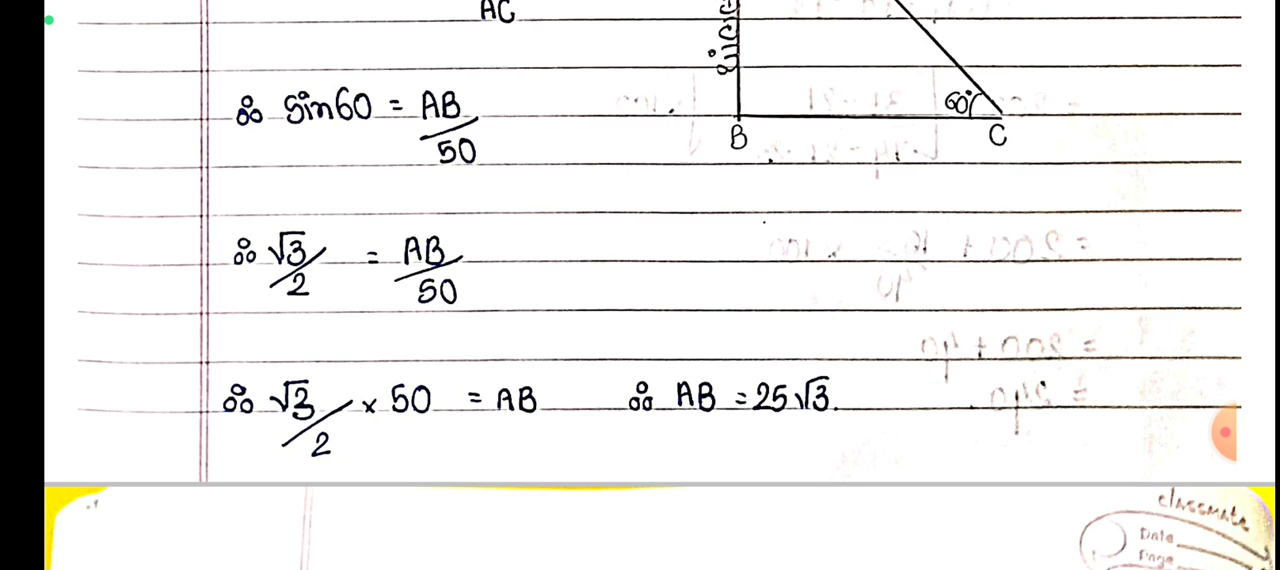 AC
∴ Sin60 = AB/50
60°
B
C
∴ √3/2 = AB/50
∴ √3/2 × 50 = AB ∴ AB = 25√3.
classmate
Date
Page